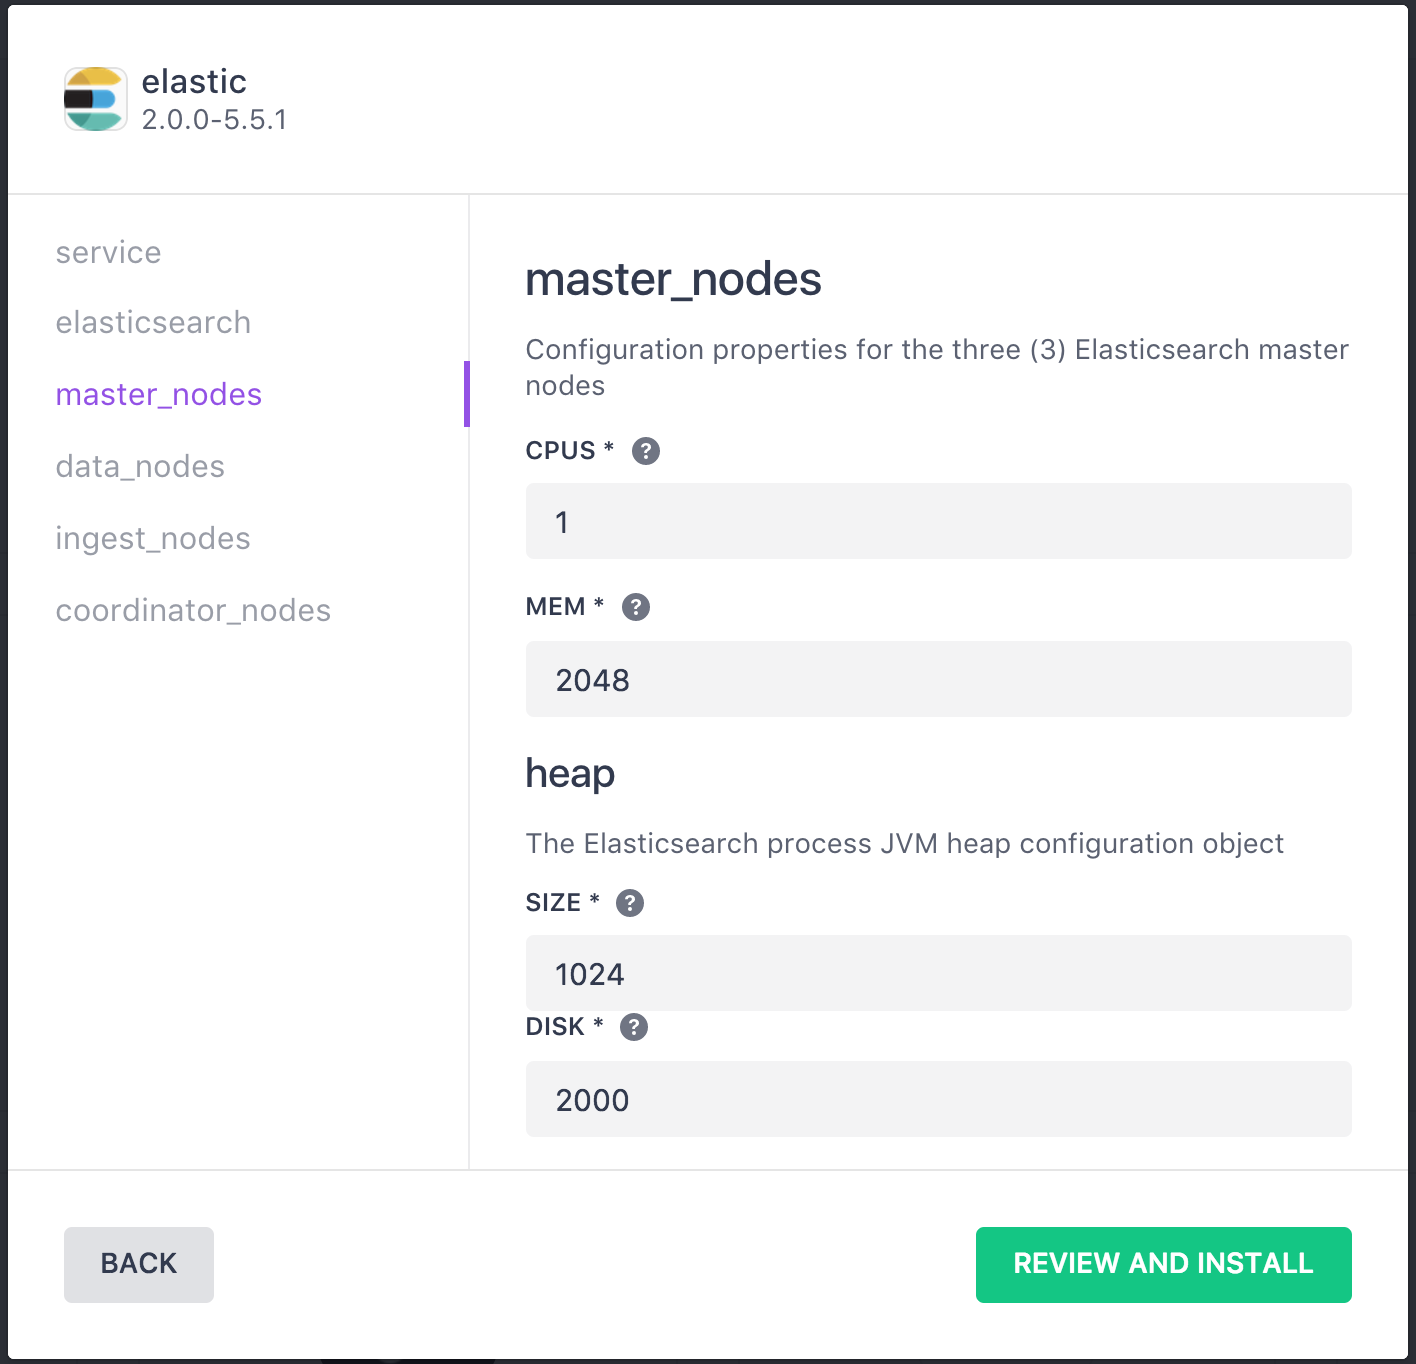 elastic
2.0.0-5.5.1
service
elasticsearch
master_nodes
data_nodes
ingest_nodes
coordinator_nodes
master_nodes
Configuration properties for the three (3) Elasticsearch master
nodes
CPUS * ?
1
MEM * ?
2048
heap
The Elasticsearch process JVM heap configuration object
SIZE * ?
1024
DISK * ?
2000
BACK
REVIEW AND INSTALL